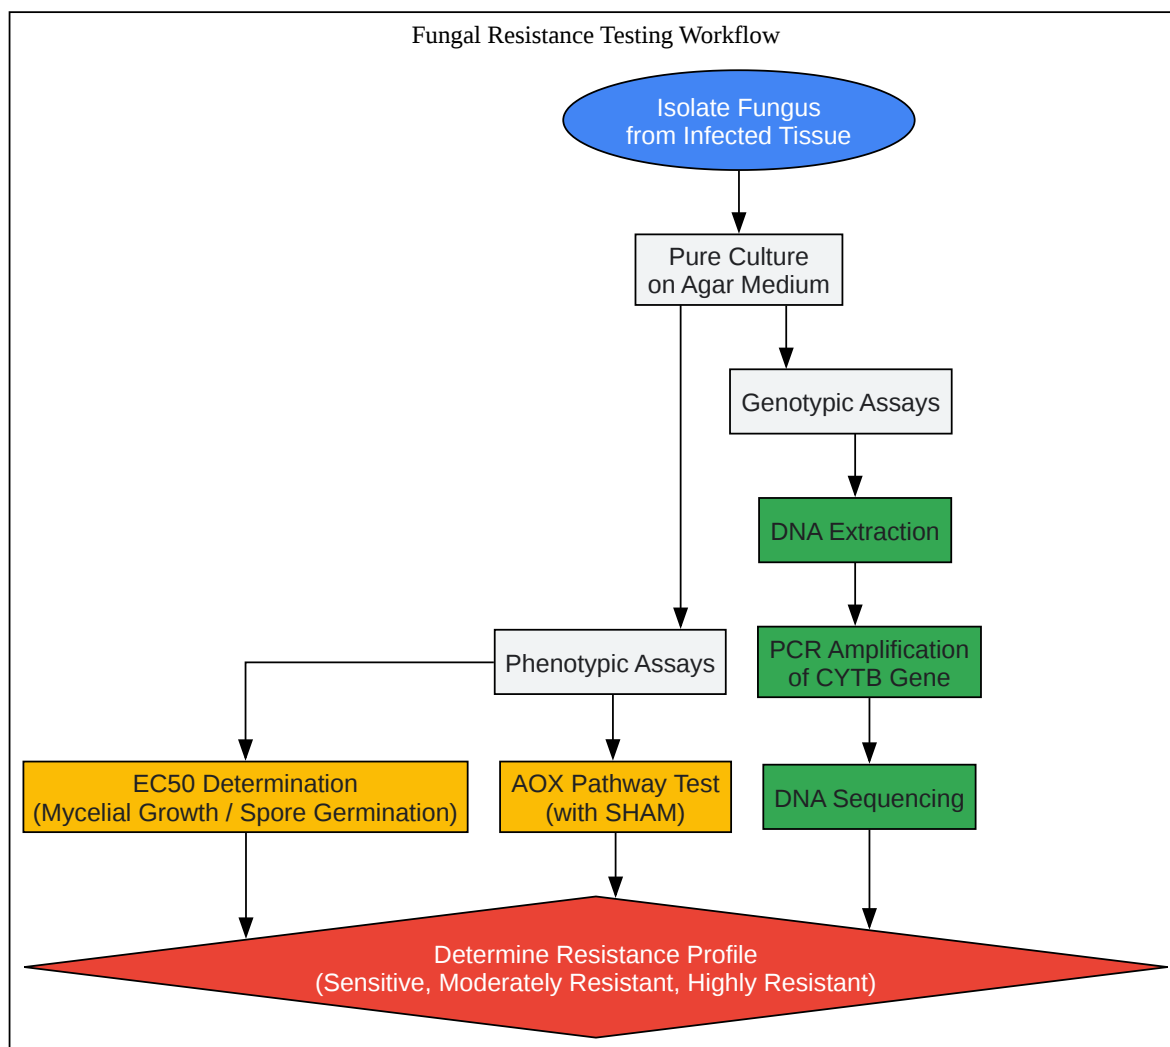 Fungal Resistance Testing Workflow
Isolate Fungus
from Infected Tissue
Pure Culture
on Agar Medium
Genotypic Assays
DNA Extraction
PCR Amplification
of CYTB Gene
Phenotypic Assays
EC50 Determination
(Mycelial Growth / Spore Germination)
AOX Pathway Test
(with SHAM)
DNA Sequencing
Determine Resistance Profile
(Sensitive, Moderately Resistant, Highly Resistant)